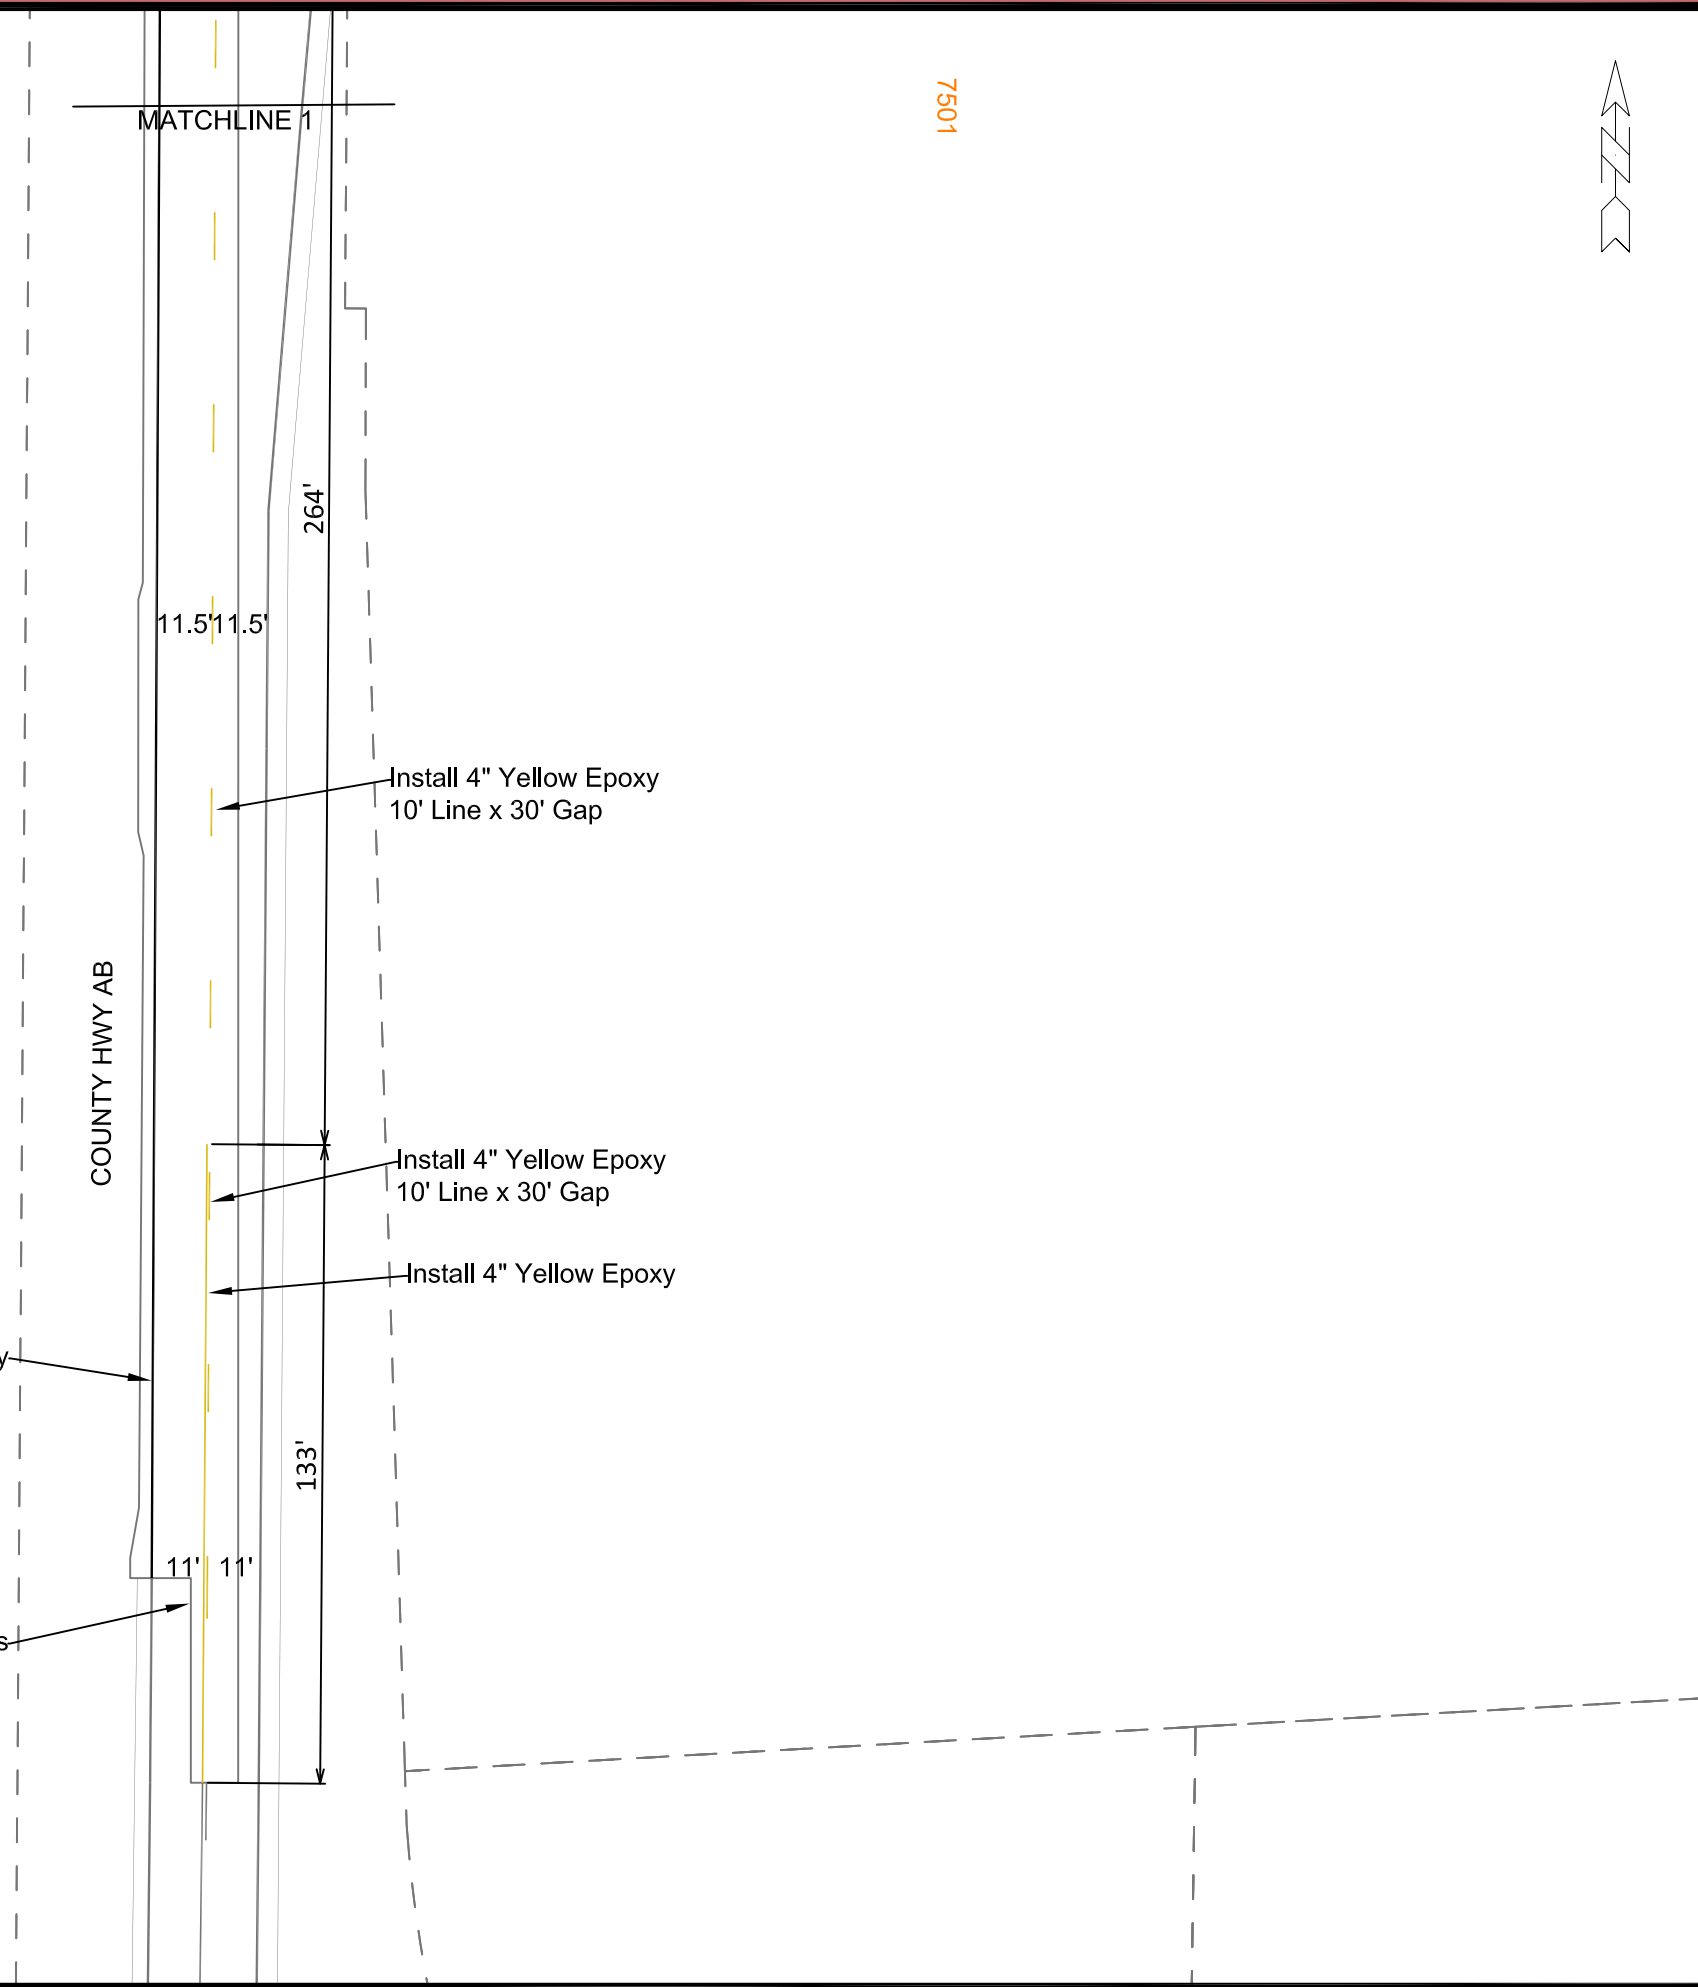 MATCHLINE 1
7501
264'
11.5' 11.5'
Install 4" Yellow Epoxy
10' Line x 30' Gap
COUNTY HWY AB
Install 4" Yellow Epoxy
10' Line x 30' Gap
Install 4" Yellow Epoxy
y
133'
11' 11'
s
N